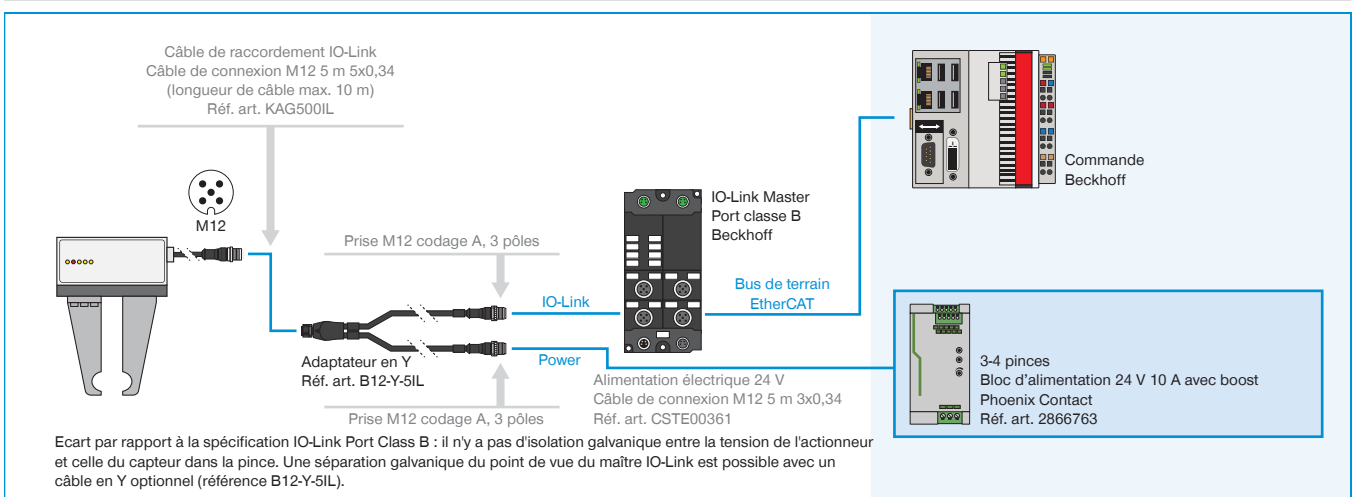 Câble de raccordement IO-Link
Câble de connexion M12 5 m 5x0,34
(longueur de câble max. 10 m)
Réf. art. KAG500IL
M12
Prise M12 codage A, 3 pôles
IO-Link Master
Port classe B
Beckhoff
Commande
Beckhoff
IO-Link
Bus de terrain
EtherCAT
Adaptateur en Y
Réf. art. B12-Y-5IL
Power
Alimentation électrique 24 V
Câble de connexion M12 5 m 3x0,34
Réf. art. CSTE00361
3-4 pinces
Bloc d'alimentation 24 V 10 A avec boost
Phoenix Contact
Réf. art. 2866763
Prise M12 codage A, 3 pôles
Ecart par rapport à la spécification IO-Link Port Class B : il n'y a pas d'isolation galvanique entre la tension de l'actionneur
et celle du capteur dans la pince. Une séparation galvanique du point de vue du maître IO-Link est possible avec un
câble en Y optionnel (référence B12-Y-5IL).